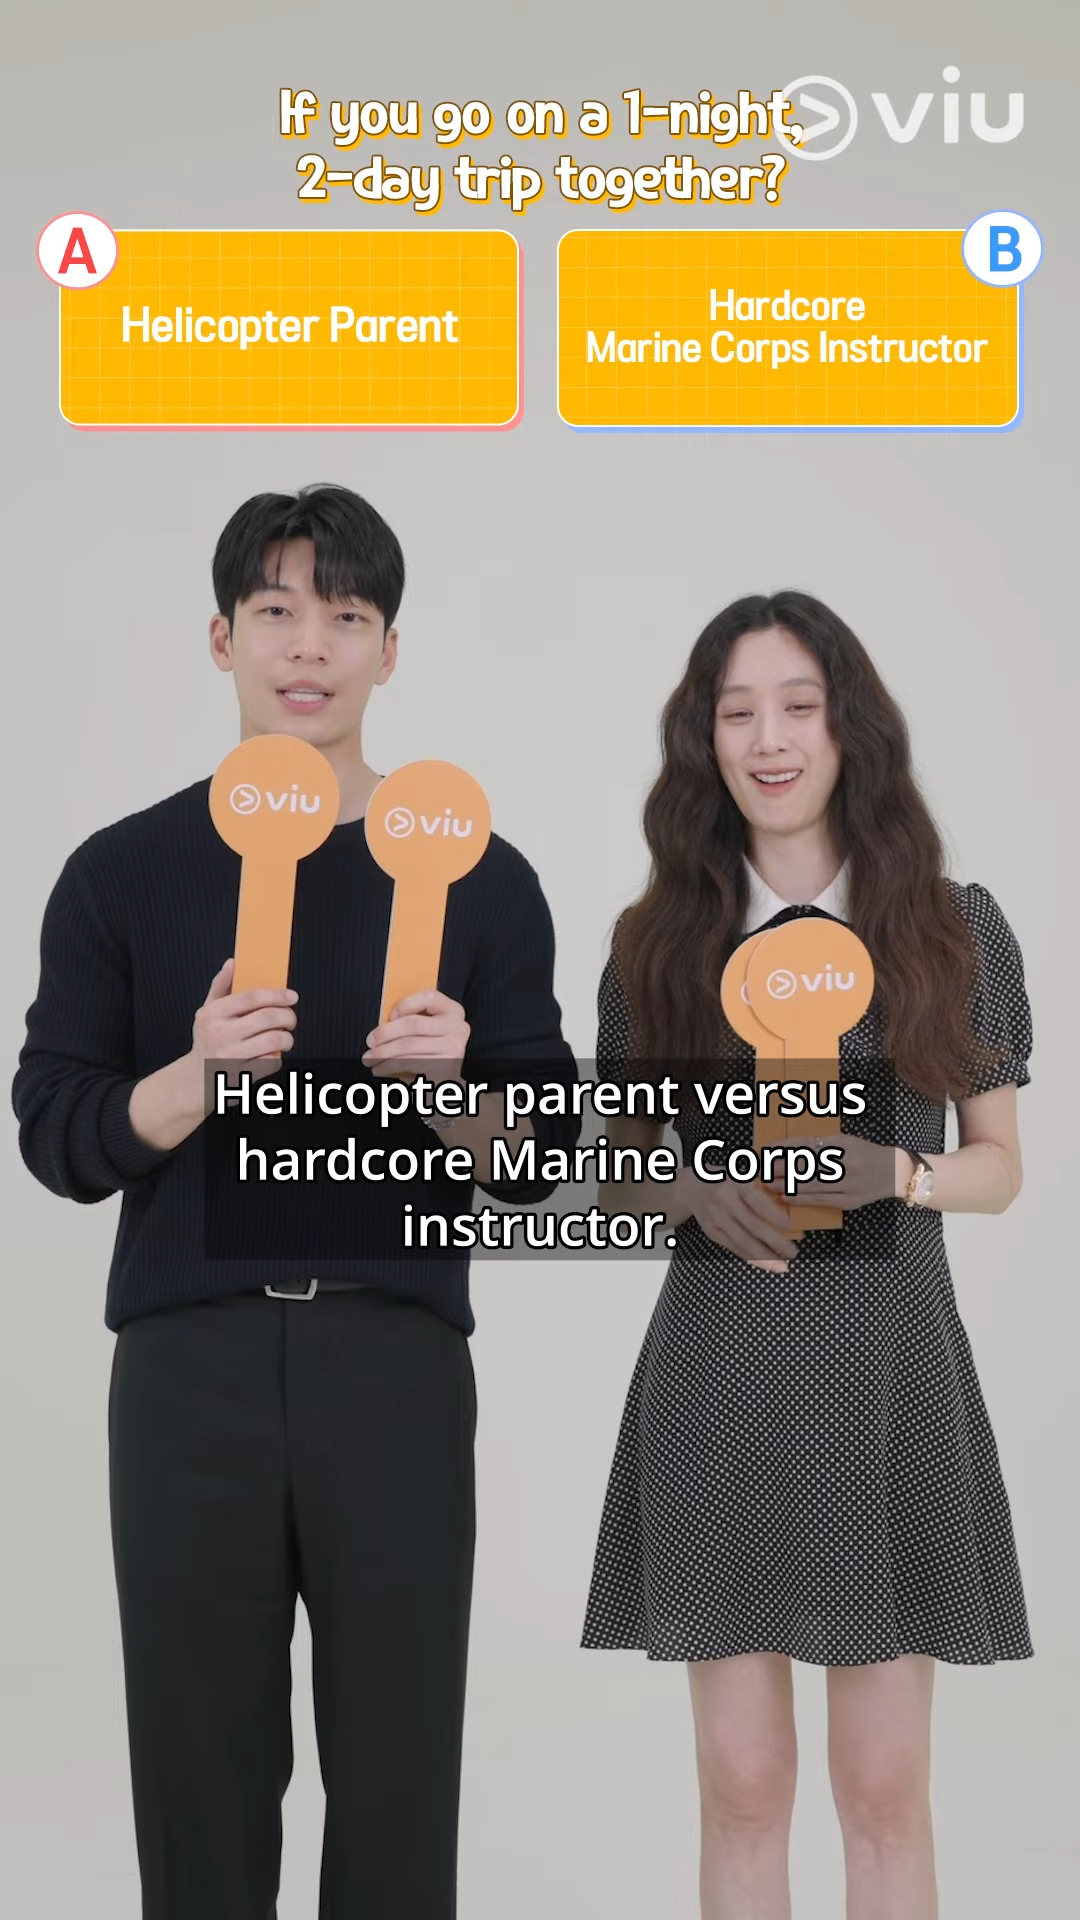 If you go on a 1-night,
2-day trip together?
viu
A
B
Helicopter Parent
Hardcore
Marine Corps Instructor
viu
viu
viu
Helicopter parent versus
hardcore Marine Corps
instructor.